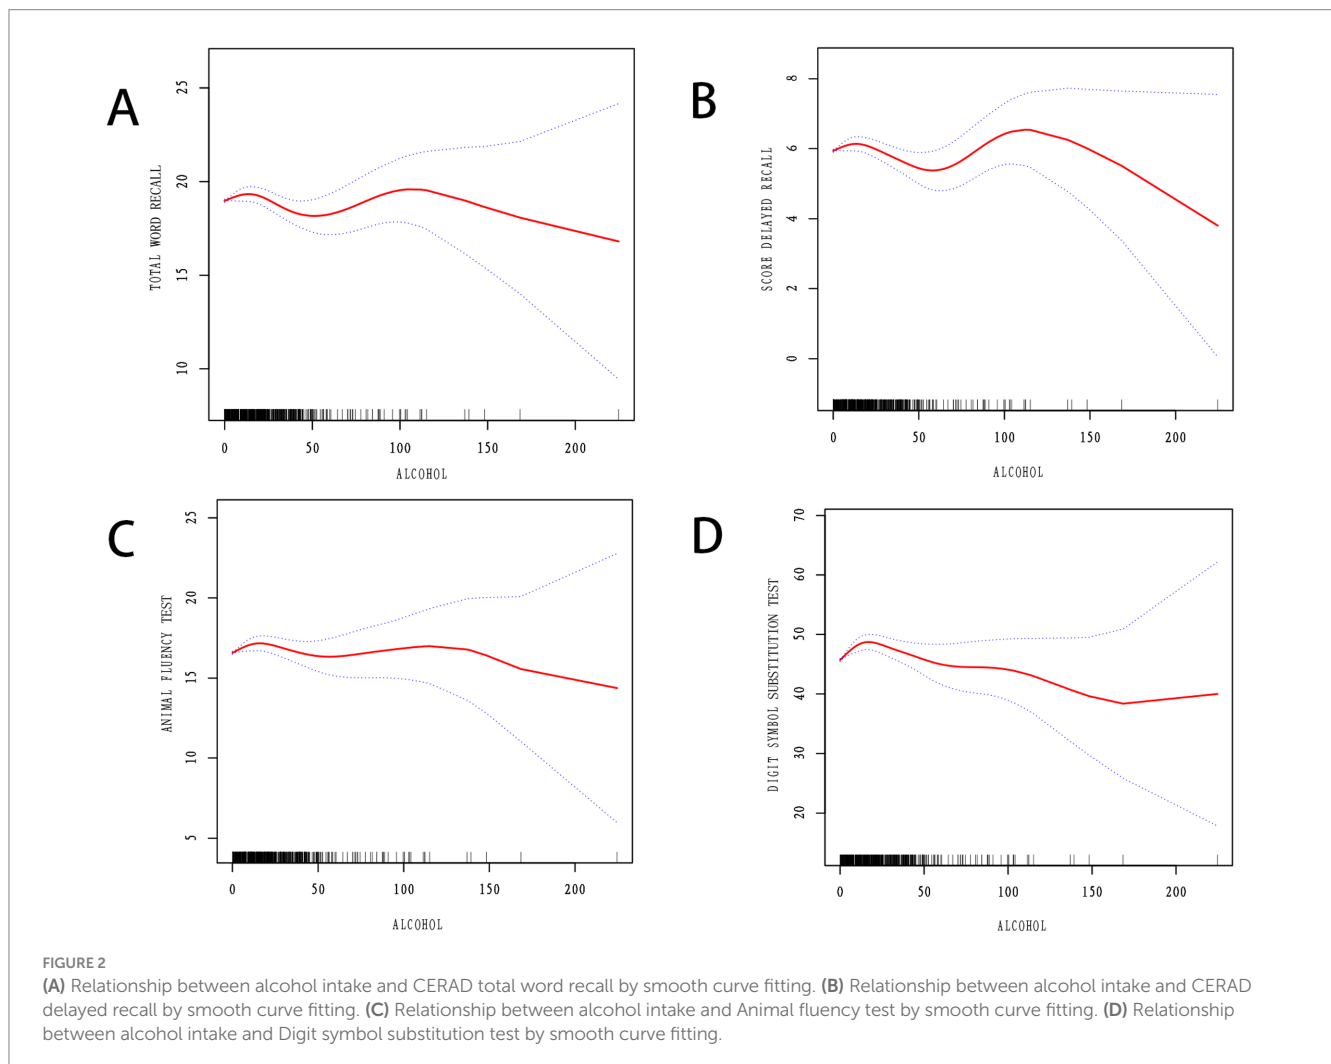 A
TOTAL WORD RECALL
25
20
15
10
0 50 100 150 200
ALCOHOL
B
SCORE DELAYED RECALL
8
6
4
2
0
0 50 100 150 200
ALCOHOL
C
ANIMAL FLUENCY TEST
25
20
15
10
5
0 50 100 150 200
ALCOHOL
D
DIGIT SYMBOL SUBSTITUTION TEST
70
60
50
40
30
20
0 50 100 150 200
ALCOHOL
FIGURE 2
(A) Relationship between alcohol intake and CERAD total word recall by smooth curve fitting. (B) Relationship between alcohol intake and CERAD
delayed recall by smooth curve fitting. (C) Relationship between alcohol intake and Animal fluency test by smooth curve fitting. (D) Relationship
between alcohol intake and Digit symbol substitution test by smooth curve fitting.